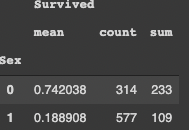 Survived
mean count sum
Sex
0 0.742038 314 233
1 0.188908 577 109